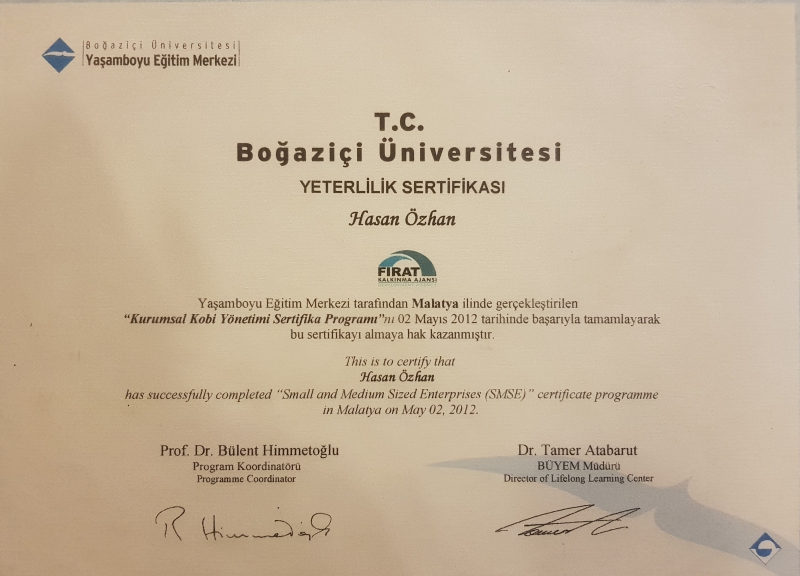 Boğaziçi Üniversitesi
Yaşamboyu Eğitim Merkezi
T.C.
Boğaziçi Üniversitesi
YETERLİLİK SERTİFİKASI
Hasan Özhan
FIRAT
KALKINMA AJANSI
Yaşamboyu Eğitim Merkezi tarafından Malatya ilinde gerçekleştirilen
“Kurumsal Kobi Yönetimi Sertifika Programı”nı 02 Mayıs 2012 tarihinde başarıyla tamamlayarak
bu sertifikayı almaya hak kazanmıştır.
This is to certify that
Hasan Özhan
has successfully completed “Small and Medium Sized Enterprises (SMSE)” certificate programme
in Malatya on May 02, 2012.
Prof. Dr. Bülent Himmetoğlu
Program Koordinatörü
Programme Coordinator
Dr. Tamer Atabarut
BÜYEM Müdürü
Director of Lifelong Learning Center